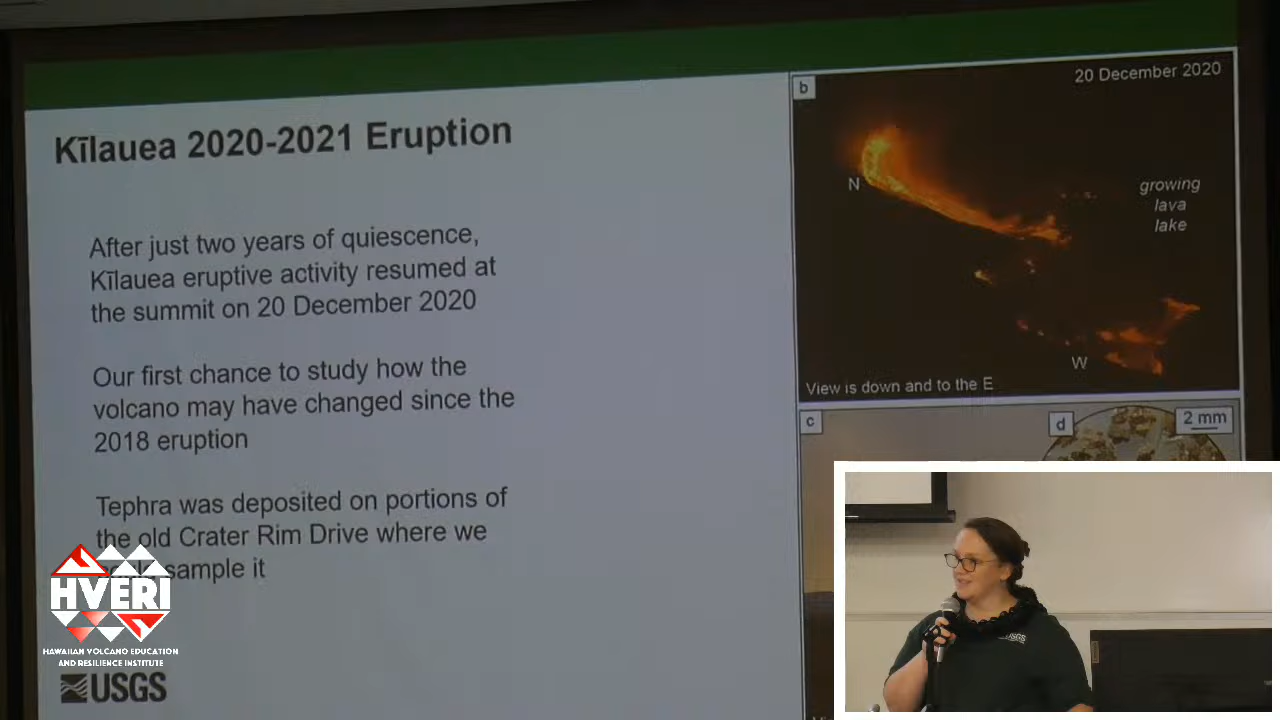 Kīlauea 2020-2021 Eruption
After just two years of quiescence,
Kīlauea eruptive activity resumed at
the summit on 20 December 2020
Our first chance to study how the
volcano may have changed since the
2018 eruption
Tephra was deposited on portions of
the old Crater Rim Drive where we
sample it
HVERI
HAWAIIAN VOLCANO EDUCATION
AND RESILIENCE INSTITUTE
USGS
b
20 December 2020
N
growing
lava
lake
W
View is down and to the E
c
d
2 mm
USGS